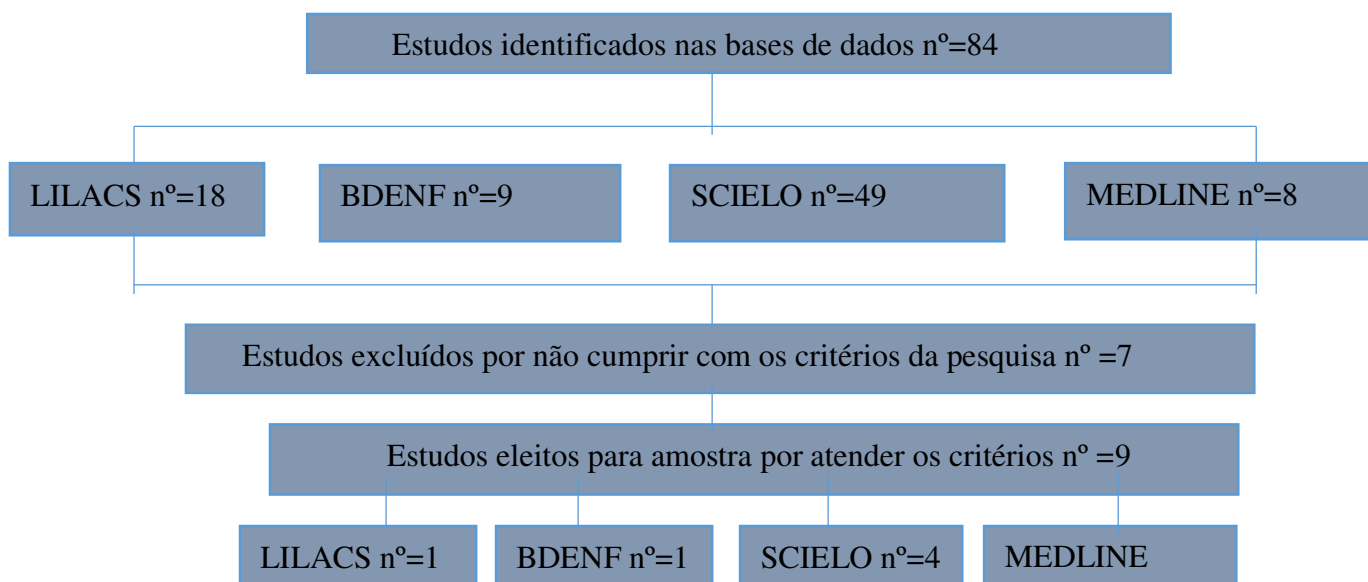 Estudos identificados nas bases de dados nº=84
LILACS nº=18
BDENF nº=9
SCIELO nº=49
MEDLINE nº=8
Estudos excluídos por não cumprir com os critérios da pesquisa nº =7
Estudos eleitos para amostra por atender os critérios nº =9
LILACS nº=1
BDENF nº=1
SCIELO nº=4
MEDLINE